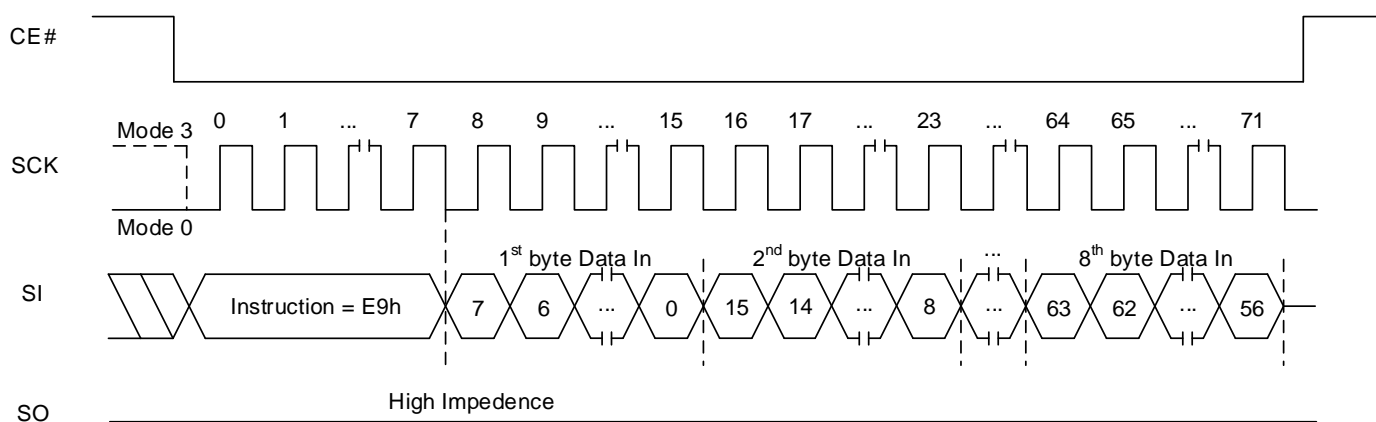 CE#
0 1 ... 7 8 9 ... 15 16 17 ... 23 ... 64 65 ... 71
Mode 3
SCK
Mode 0
1st byte Data In 2nd byte Data In ... 8th byte Data In
SI Instruction = E9h 7 6 ... 0 15 14 ... 8 ... 63 62 ... 56
High Impedence
SO